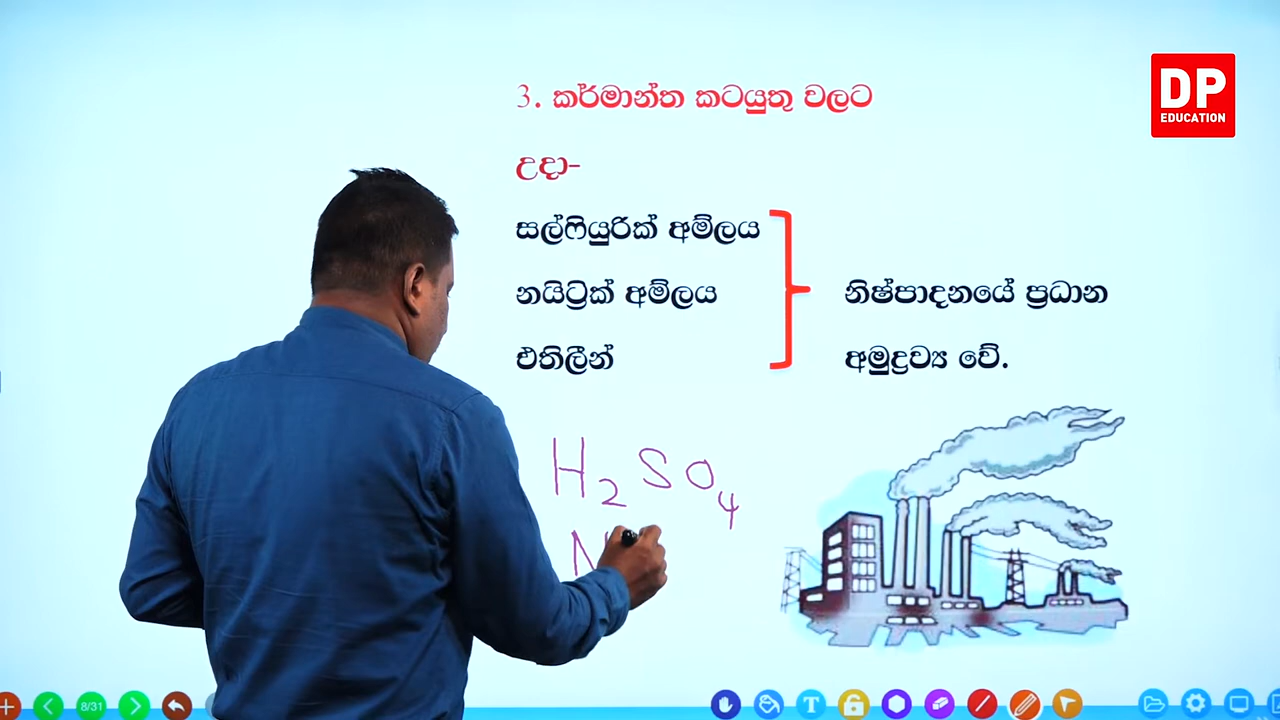 DP
EDUCATION
3. කර්මාන්ත කටයුතු වලට
උදා-
සල්ෆියුරික් අම්ලය
නයිට්‍රික් අම්ලය
එතිලීන්
නිෂ්පාදනයේ ප්‍රධාන
අමුද්‍රව්‍ය වේ.
H2SO4
N
8/31
T